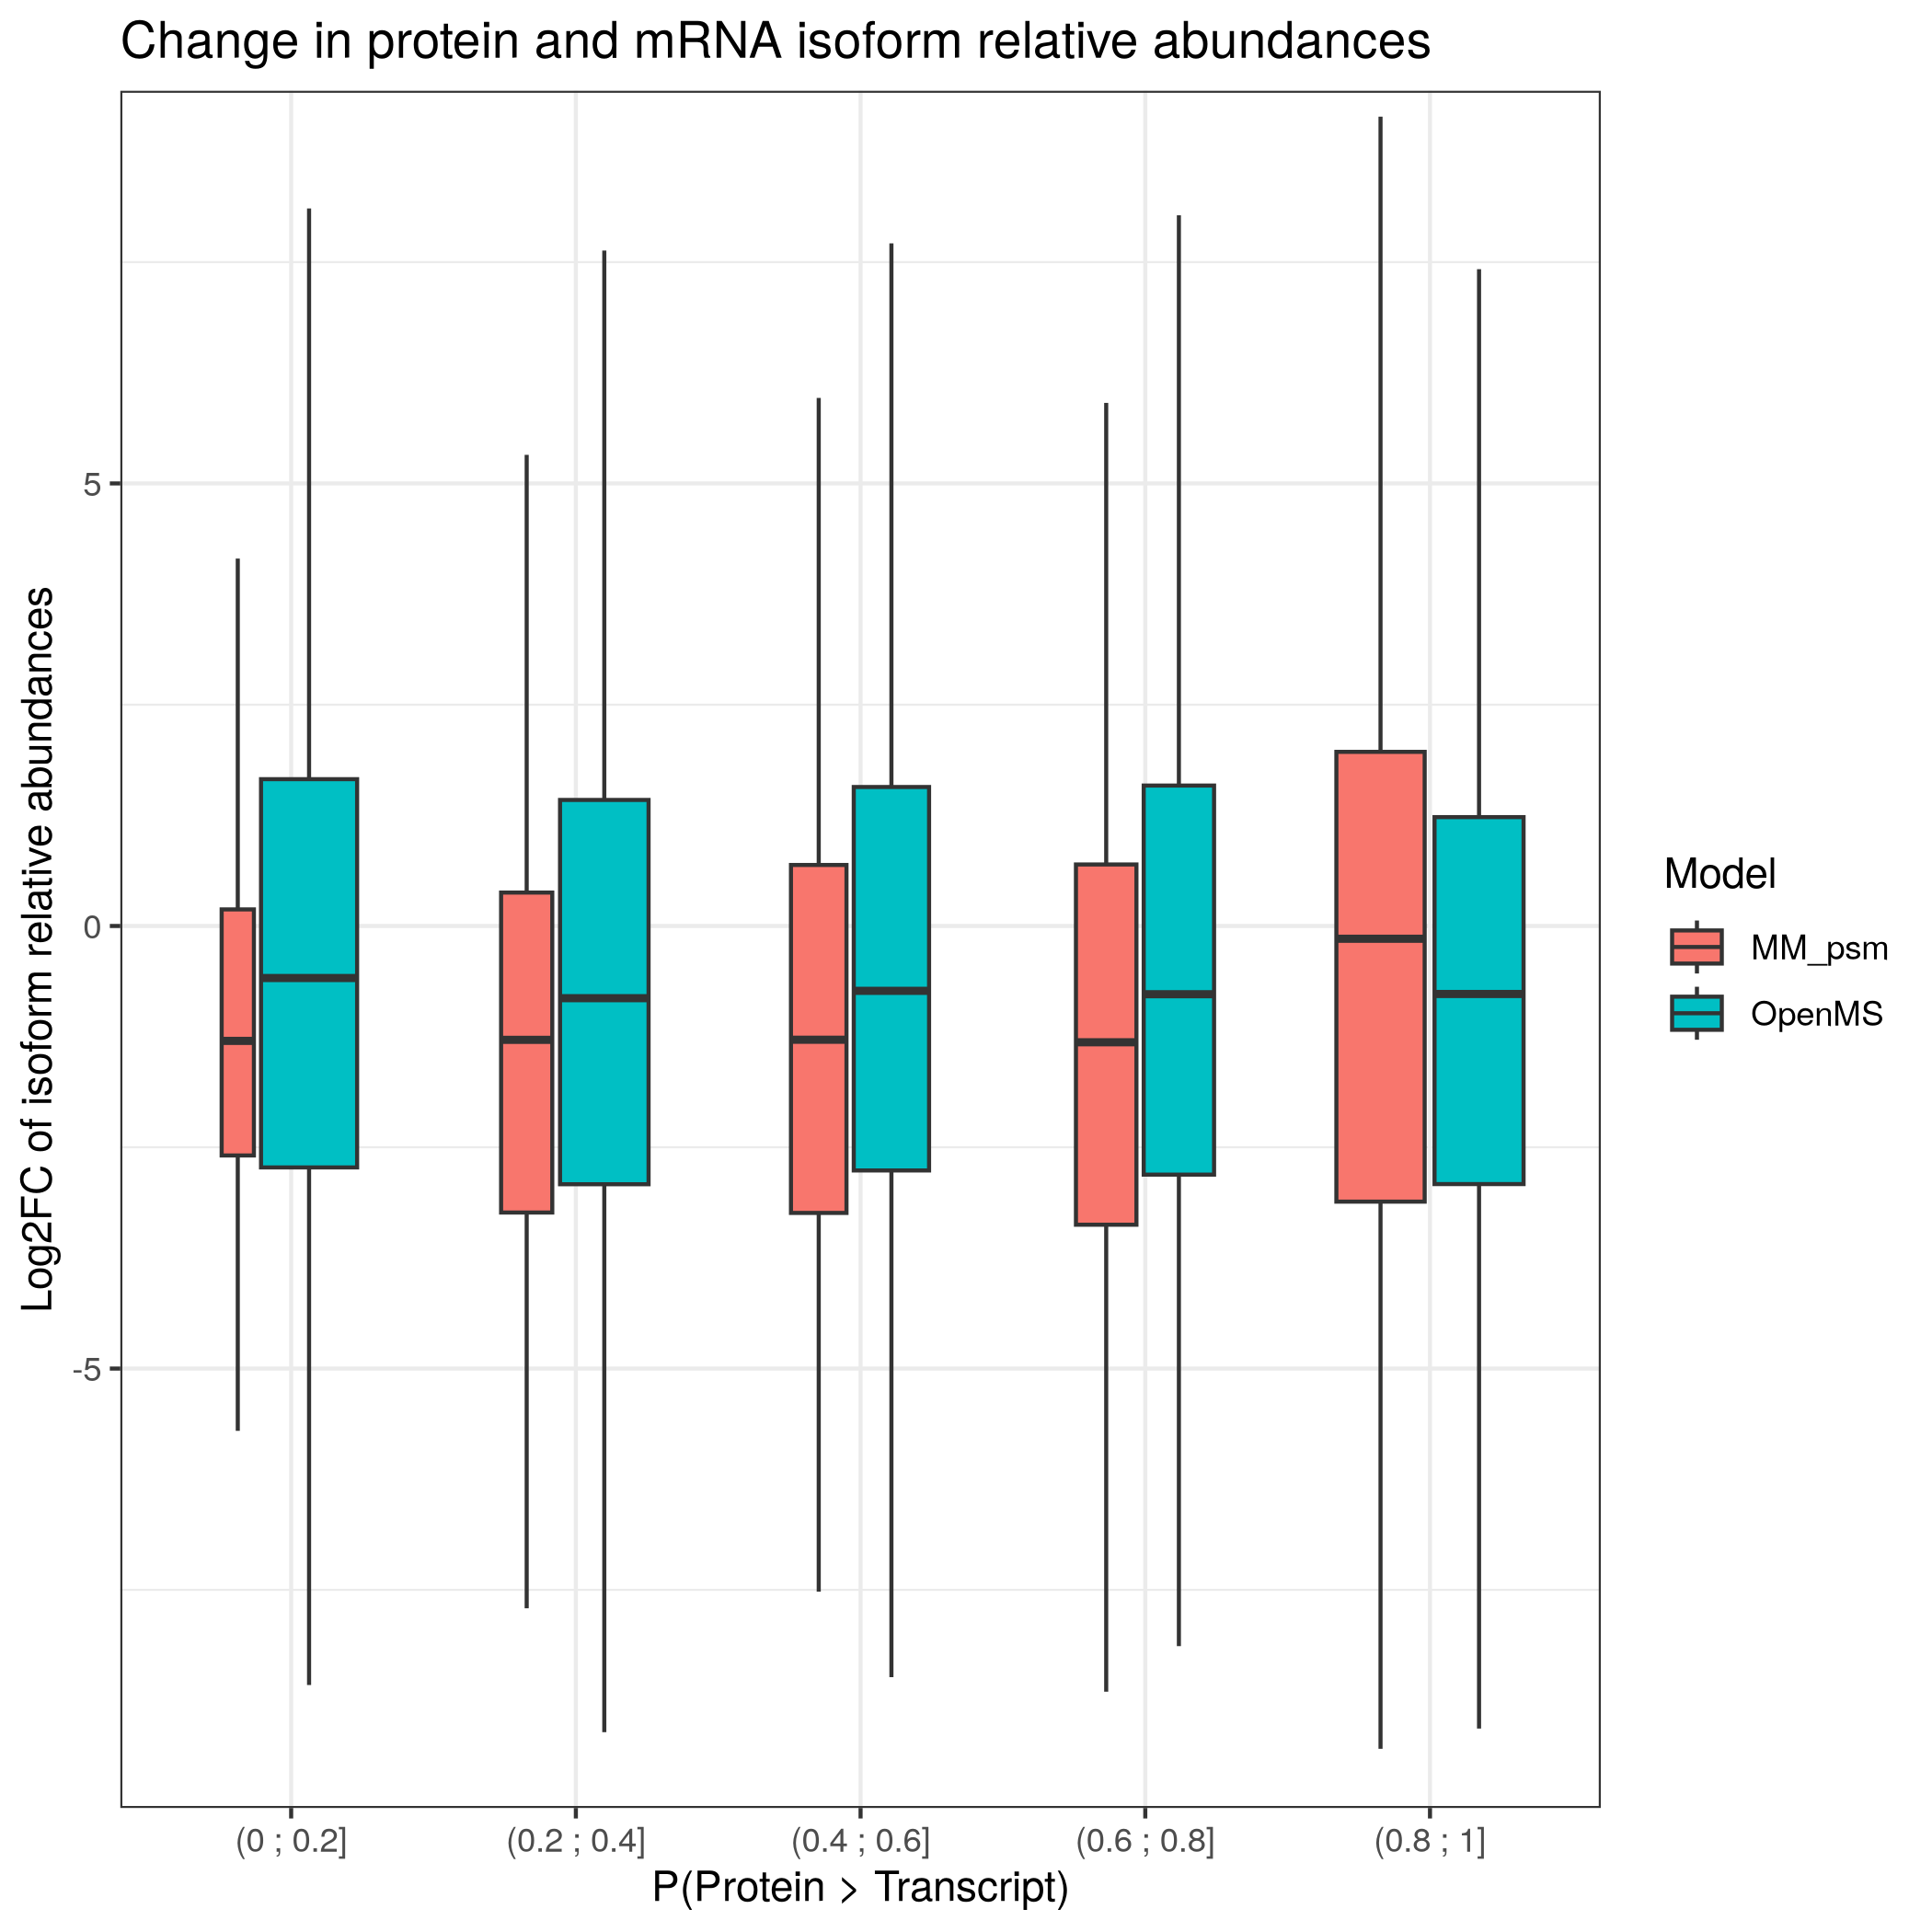 Change in protein and mRNA isoform relative abundances
Log2FC of isoform relative abundances
5
0
-5
(0 ; 0.2]
(0.2 ; 0.4]
(0.4 ; 0.6]
(0.6 ; 0.8]
(0.8 ; 1]
P(Protein > Transcript)
Model
MM_psm
OpenMS